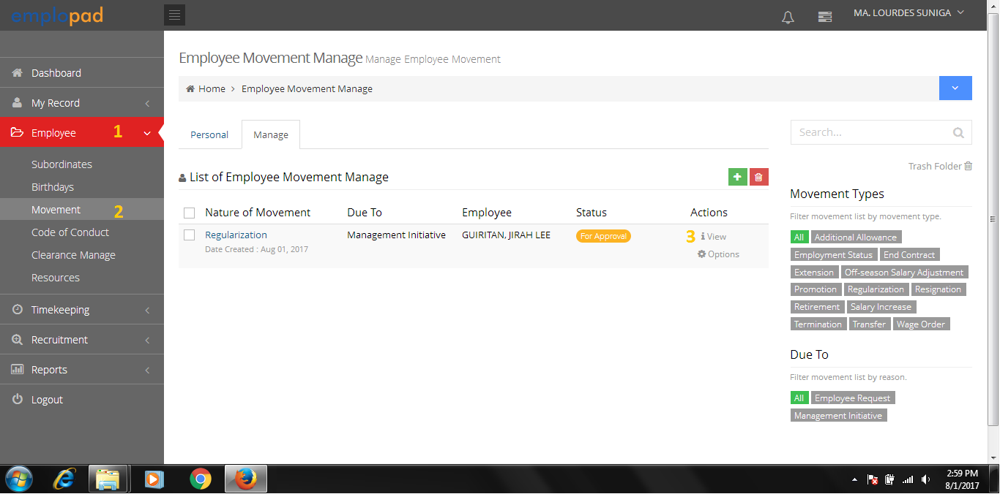 emplopad
MA. LOURDES SUNIGA
Dashboard
My Record
Employee 1
Subordinates
Birthdays
Movement 2
Code of Conduct
Clearance Manage
Resources
Timekeeping
Recruitment
Reports
Logout
Employee Movement Manage Manage Employee Movement
Home > Employee Movement Manage
Personal Manage
List of Employee Movement Manage
Nature of Movement Due To Employee Status Actions
Regularization Management Initiative GUIRITAN, JIRAH LEE For Approval 3 View
Date Created : Aug 01, 2017
Options
Search...
Trash Folder
Movement Types
Filter movement list by movement type.
All Additional Allowance
Employment Status End Contract
Extension Off-season Salary Adjustment
Promotion Regularization Resignation
Retirement Salary Increase
Termination Transfer Wage Order
Due To
Filter movement list by reason.
All Employee Request
Management Initiative
2:59 PM
8/1/2017